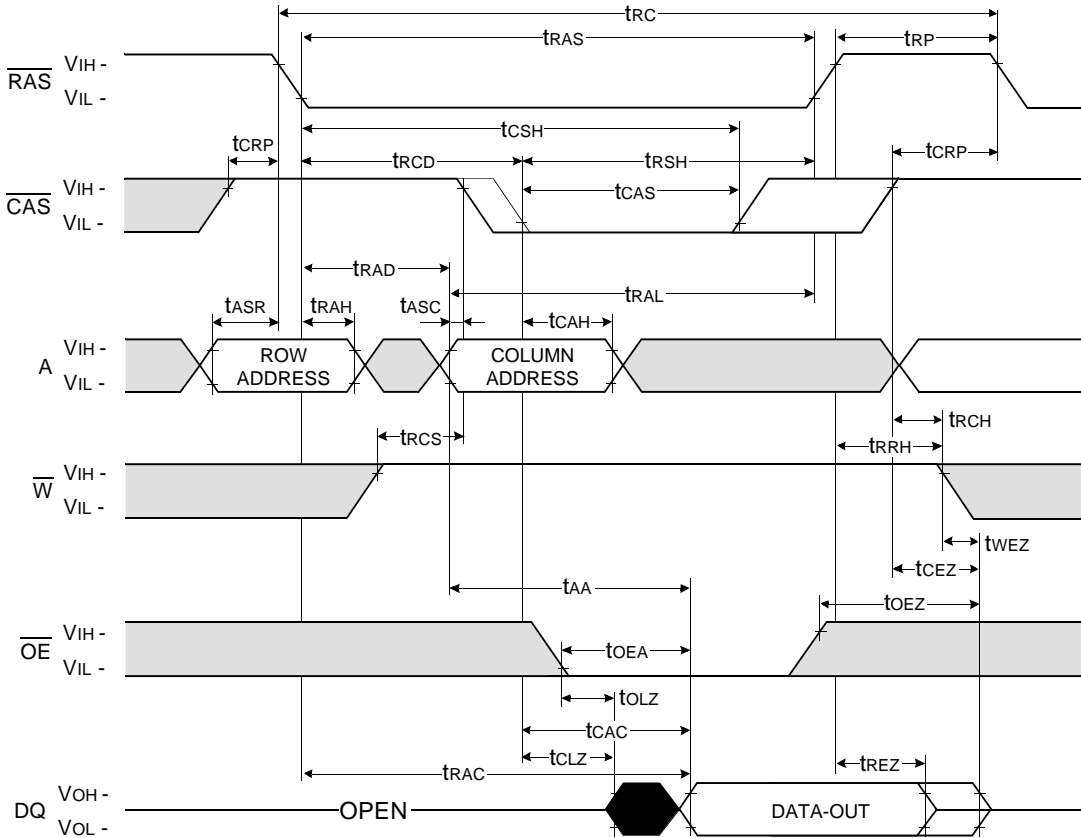 tRC
tRAS
tRP
RAS
VIH -
VIL -
tCSH
tCRP
tRCD
tRSH
tCRP
CAS
VIH -
VIL -
tCAS
tRAD
tRAL
tASR
tRAH
tASC
tCAH
A
VIH -
VIL -
ROW
ADDRESS
COLUMN
ADDRESS
tRCH
tRCS
tRRH
W
VIH -
VIL -
tWEZ
tCEZ
tAA
tOEZ
OE
VIH -
VIL -
tOEA
tOLZ
tCAC
tCLZ
tREZ
tRAC
DQ
VOH -
VOL -
OPEN
DATA-OUT